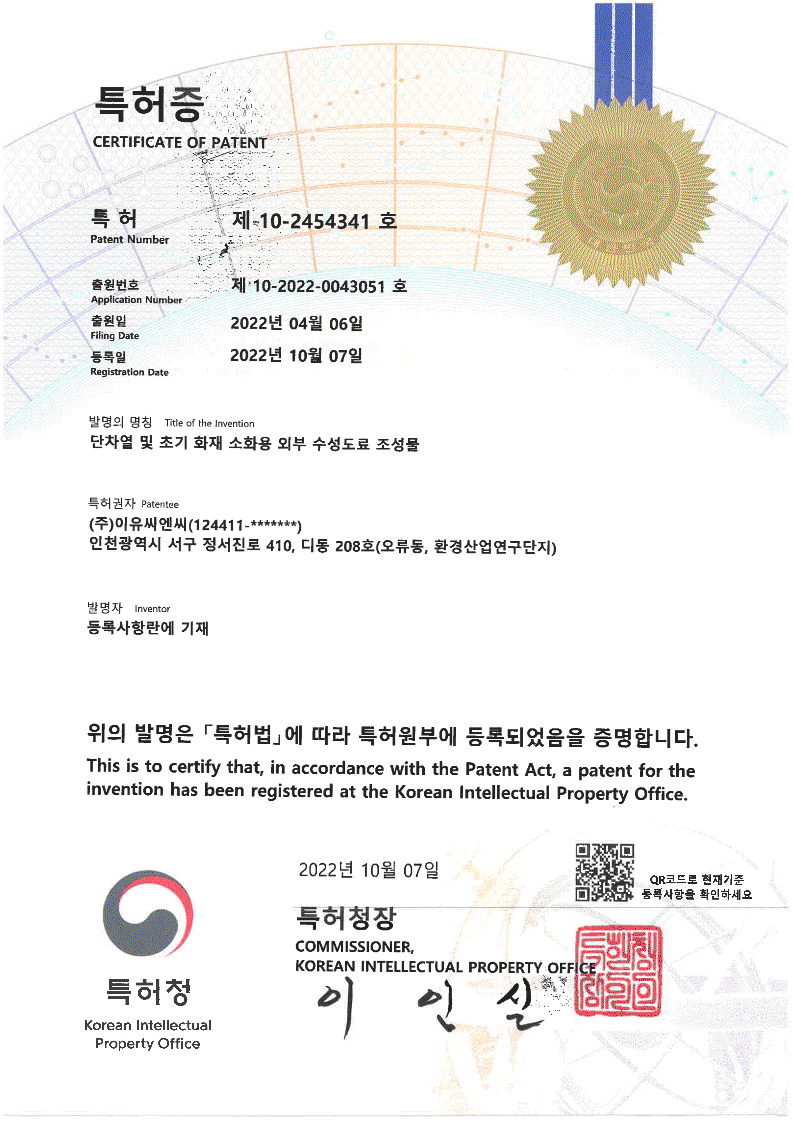 특허증
CERTIFICATE OF PATENT
특 허 제 10-2454341 호
Patent Number
출원번호 제 10-2022-0043051 호
Application Number
출원일 2022년 04월 06일
Filing Date
등록일 2022년 10월 07일
Registration Date
발명의 명칭 Title of the Invention
단차열 및 초기 화재 소화용 외부 수성도료 조성물
특허권자 Patentee
(주)이유씨엔씨(124411-*******)
인천광역시 서구 정서진로 410, 디동 208호(오류동, 환경산업연구단지)
발명자 Inventor
등록사항란에 기재
위의 발명은 「특허법」에 따라 특허원부에 등록되었음을 증명합니다.
This is to certify that, in accordance with the Patent Act, a patent for the
invention has been registered at the Korean Intellectual Property Office.
2022년 10월 07일
QR코드로 현재기준
등록사항을 확인하세요
특허청장
COMMISSIONER,
KOREAN INTELLECTUAL PROPERTY OFFICE
이 인 실
특허청
Korean Intellectual
Property Office